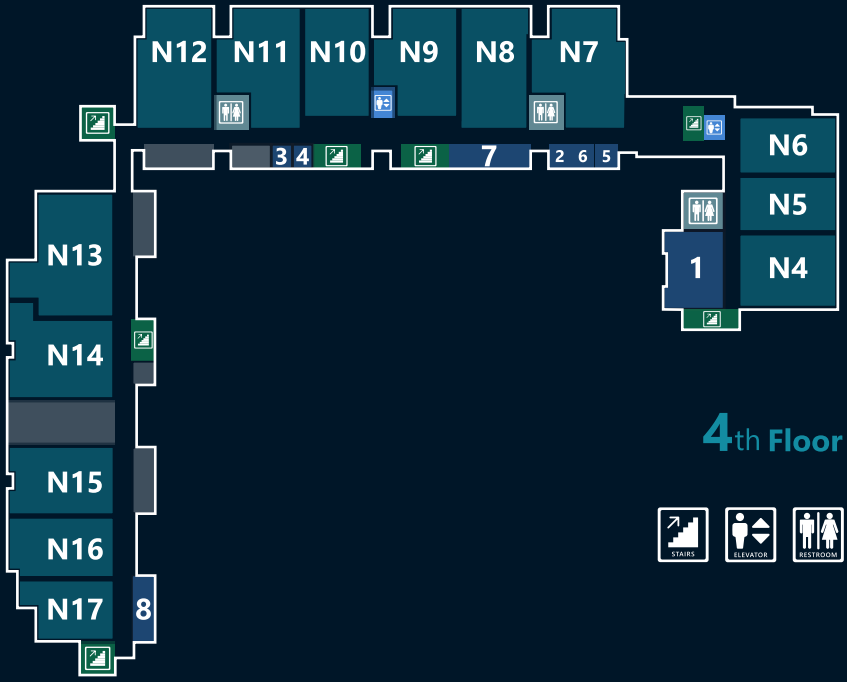 N12 N11 N10 N9 N8 N7
N6
3 4 7 2 6 5
N5
N13
1 N4
N14
4th Floor
N15
N16
STAIRS ELEVATOR RESTROOM
N17 8